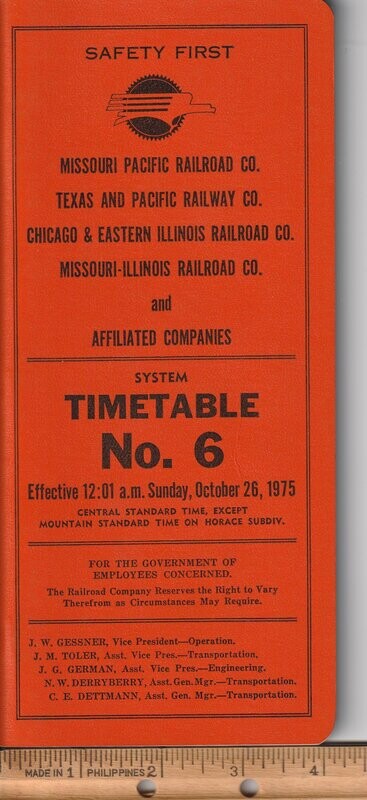 SAFETY FIRST
MISSOURI PACIFIC RAILROAD CO.
TEXAS AND PACIFIC RAILWAY CO.
CHICAGO & EASTERN ILLINOIS RAILROAD CO.
MISSOURI-ILLINOIS RAILROAD CO.
and
AFFILIATED COMPANIES
SYSTEM
TIMETABLE
No. 6
Effective 12:01 a.m. Sunday, October 26, 1975
CENTRAL STANDARD TIME, EXCEPT
MOUNTAIN STANDARD TIME ON HORACE SUBDIV.
FOR THE GOVERNMENT OF
EMPLOYEES CONCERNED.
The Railroad Company Reserves the Right to Vary
Therefrom as Circumstances May Require.
J. W. GESSNER, Vice President—Operation.
J. M. TOLER, Asst. Vice Pres.—Transportation.
J. G. GERMAN, Asst. Vice Pres.—Engineering.
N. W. DERRYBERRY, Asst. Gen. Mgr.—Transportation.
C. E. DETTMANN, Asst. Gen. Mgr.—Transportation.
MADE IN 1 PHILIPPINES 2 3 4